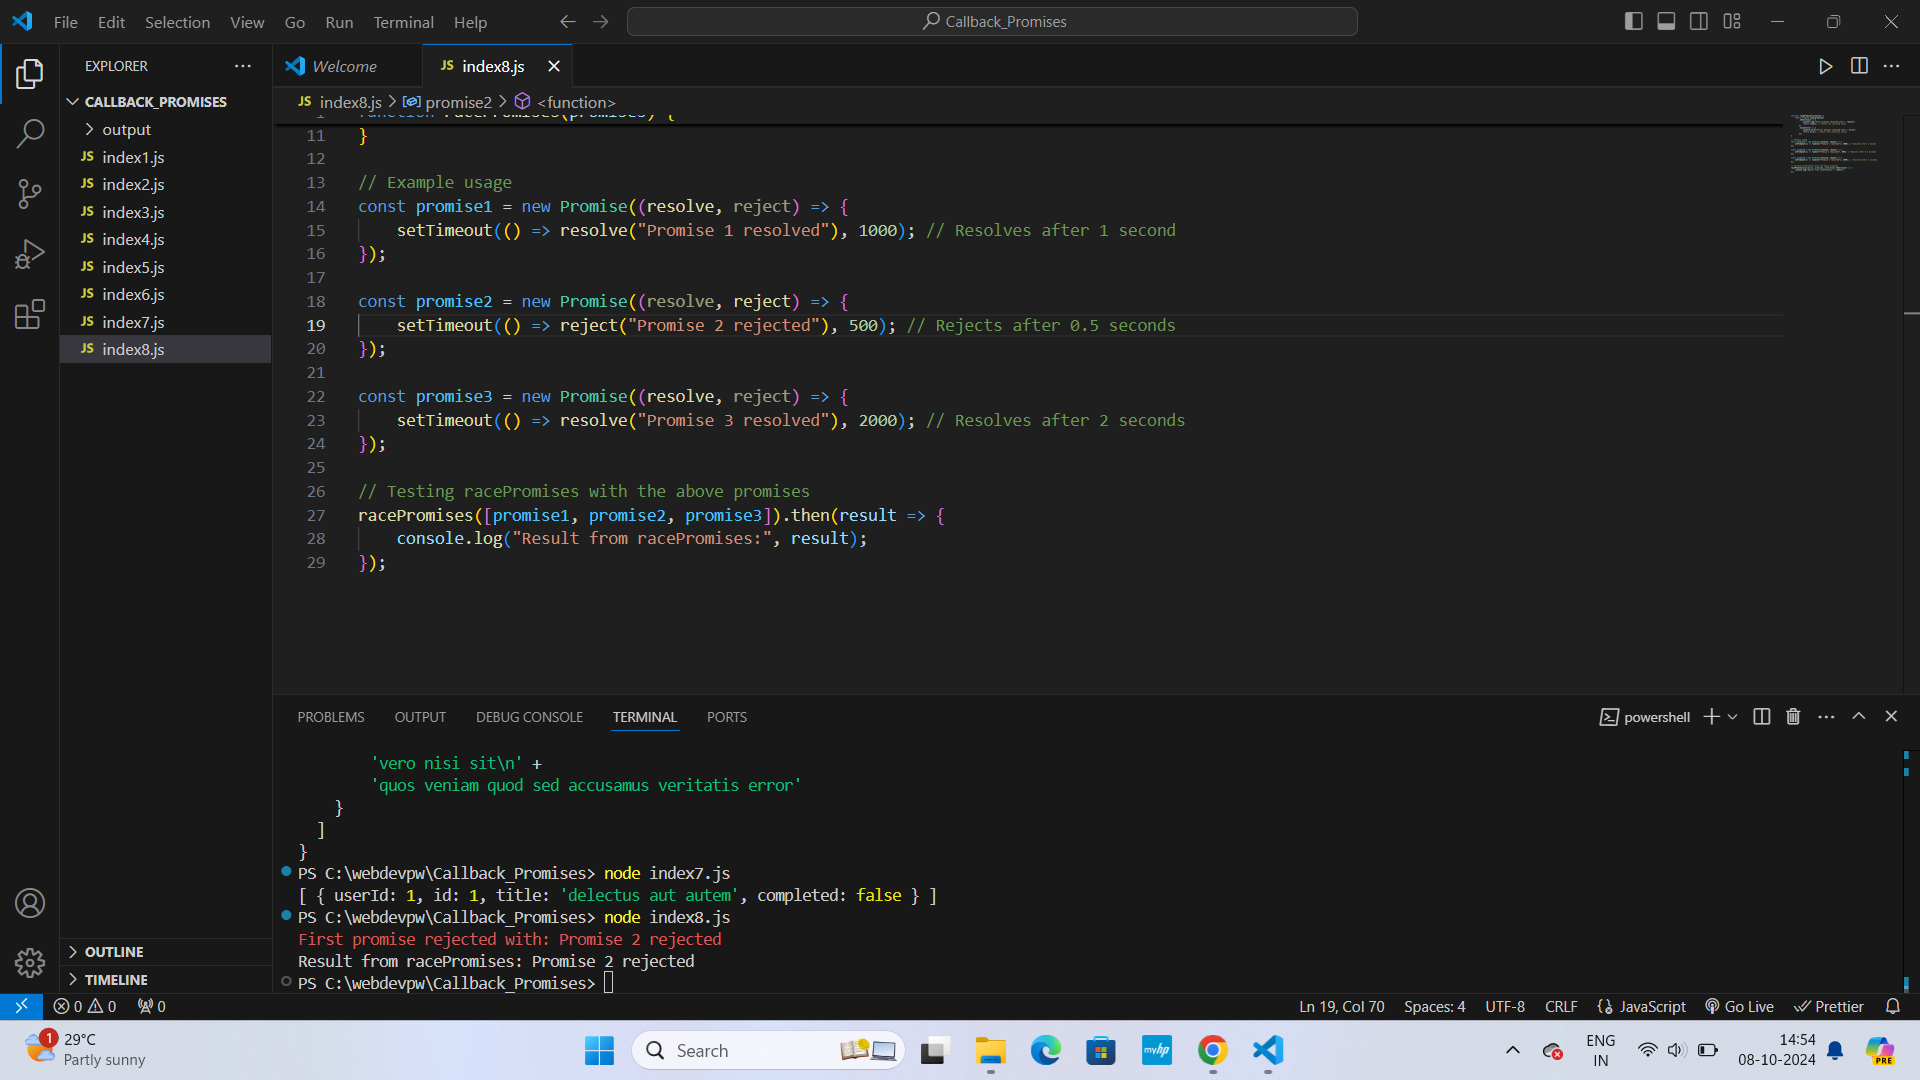 File Edit Selection View Go Run Terminal Help
Callback_Promises
EXPLORER
CALLBACK_PROMISES
output
JS index1.js
JS index2.js
JS index3.js
JS index4.js
JS index5.js
JS index6.js
JS index7.js
JS index8.js
OUTLINE
TIMELINE
Welcome
JS index8.js
JS index8.js > promise2 > <function>
1 function racePromises(promises) {
11 }
12
13 // Example usage
14 const promise1 = new Promise((resolve, reject) => {
15 setTimeout(() => resolve("Promise 1 resolved"), 1000); // Resolves after 1 second
16 });
17
18 const promise2 = new Promise((resolve, reject) => {
19 setTimeout(() => reject("Promise 2 rejected"), 500); // Rejects after 0.5 seconds
20 });
21
22 const promise3 = new Promise((resolve, reject) => {
23 setTimeout(() => resolve("Promise 3 resolved"), 2000); // Resolves after 2 seconds
24 });
25
26 // Testing racePromises with the above promises
27 racePromises([promise1, promise2, promise3]).then(result => {
28 console.log("Result from racePromises:", result);
29 });
PROBLEMS OUTPUT DEBUG CONSOLE TERMINAL PORTS
powershell
'vero nisi sit\n' +
'quos veniam quod sed accusamus veritatis error'
}
]
}
PS C:\webdevpw\Callback_Promises> node index7.js
[ { userId: 1, id: 1, title: 'delectus aut autem', completed: false } ]
PS C:\webdevpw\Callback_Promises> node index8.js
First promise rejected with: Promise 2 rejected
Result from racePromises: Promise 2 rejected
PS C:\webdevpw\Callback_Promises>
0 0 0
Ln 19, Col 70 Spaces: 4 UTF-8 CRLF JavaScript Go Live Prettier
1
29°C
Partly sunny
Search
myhp
ENG
IN
14:54
08-10-2024
PRE